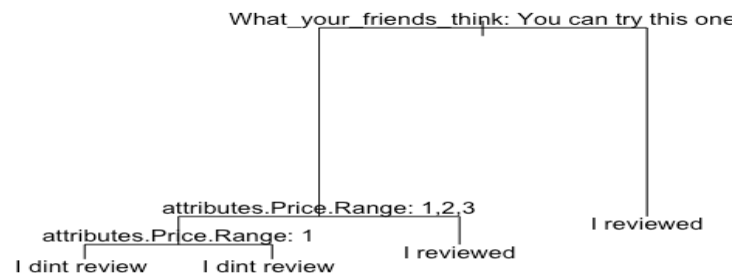 What_your_friends_think: You can try this one
attributes.Price.Range: 1,2,3
I reviewed
attributes.Price.Range: 1
I reviewed
I dint review
I dint review